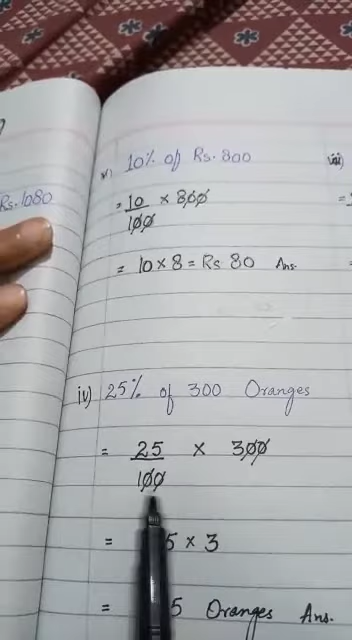 Rs.1080
v) 10% of Rs.800
= 10/100 × 800
= 10×8 = Rs 80 Ans.
iv) 25% of 300 Oranges
= 25/100 × 300
= 5 × 3
= 5 Oranges Ans.